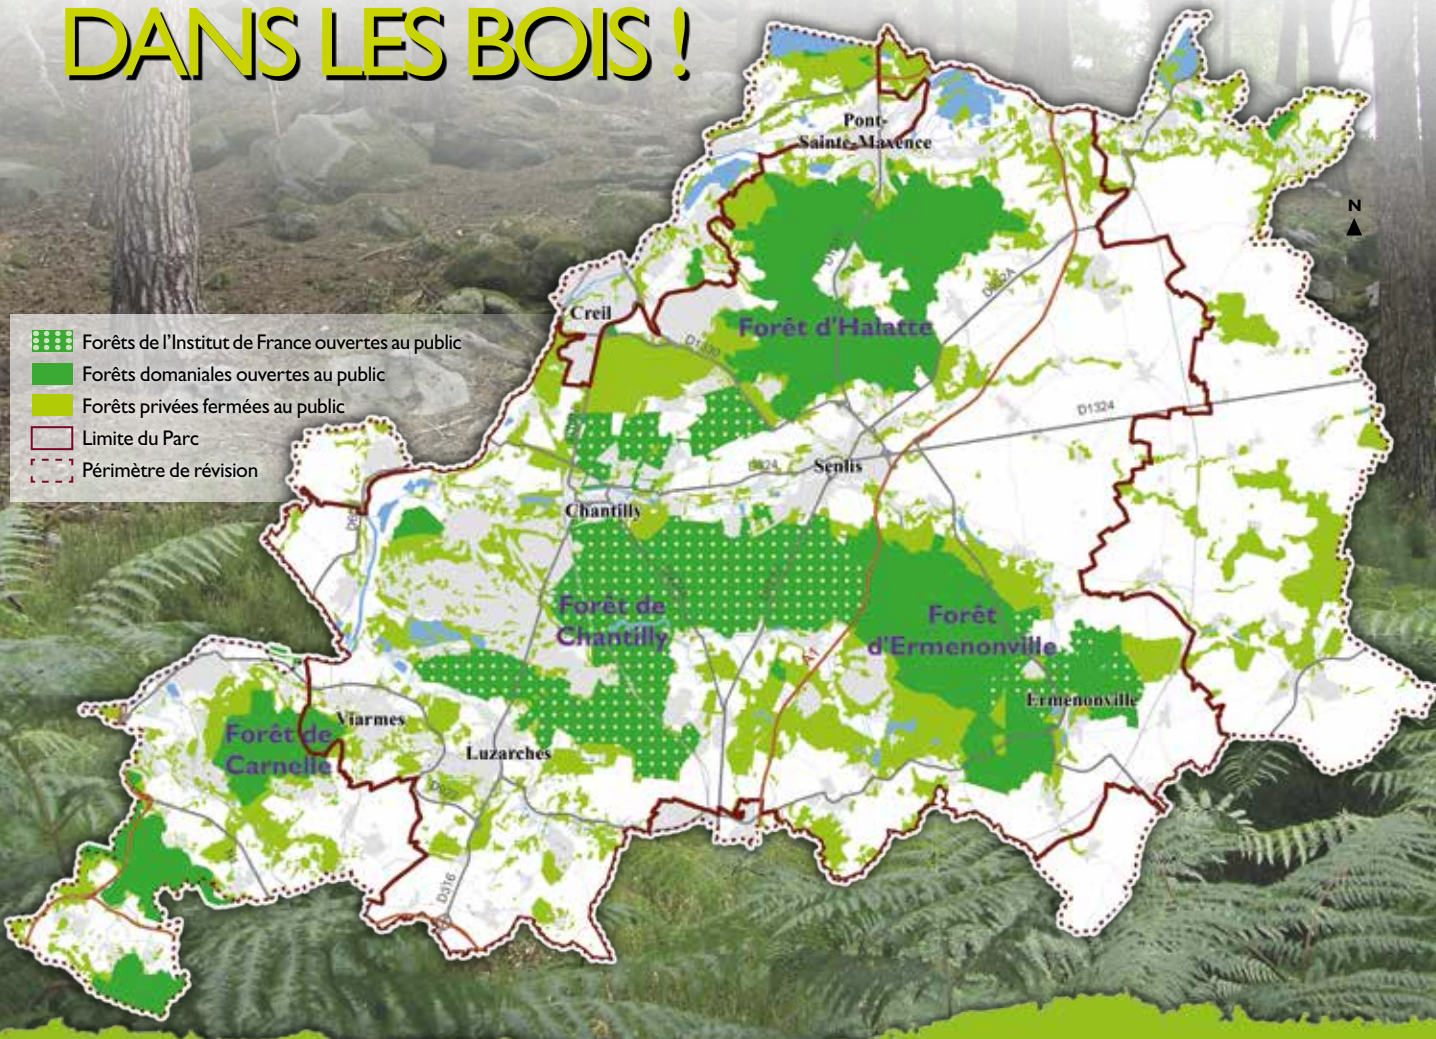 DANS LES BOIS !
N
Pont-
Sainte-Maxence
Creil
Forêt d'Halatte
D1330
D1324
Forêts de l'Institut de France ouvertes au public
Forêts domaniales ouvertes au public
Forêts privées fermées au public
Limite du Parc
Périmètre de révision
Senlis
Chantilly
Forêt de
Chantilly
Forêt
d'Ermenonville
A1
Ermenonville
Viarmes
Forêt de
Carnelle
Luzarches
D316